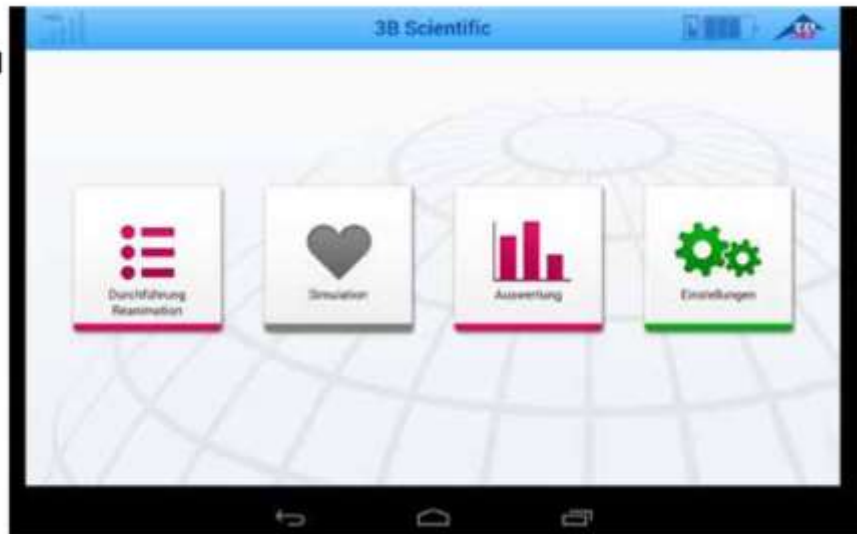 3B Scientific
Durchführung
Reanimation
Simulation
Auswertung
Einstellungen